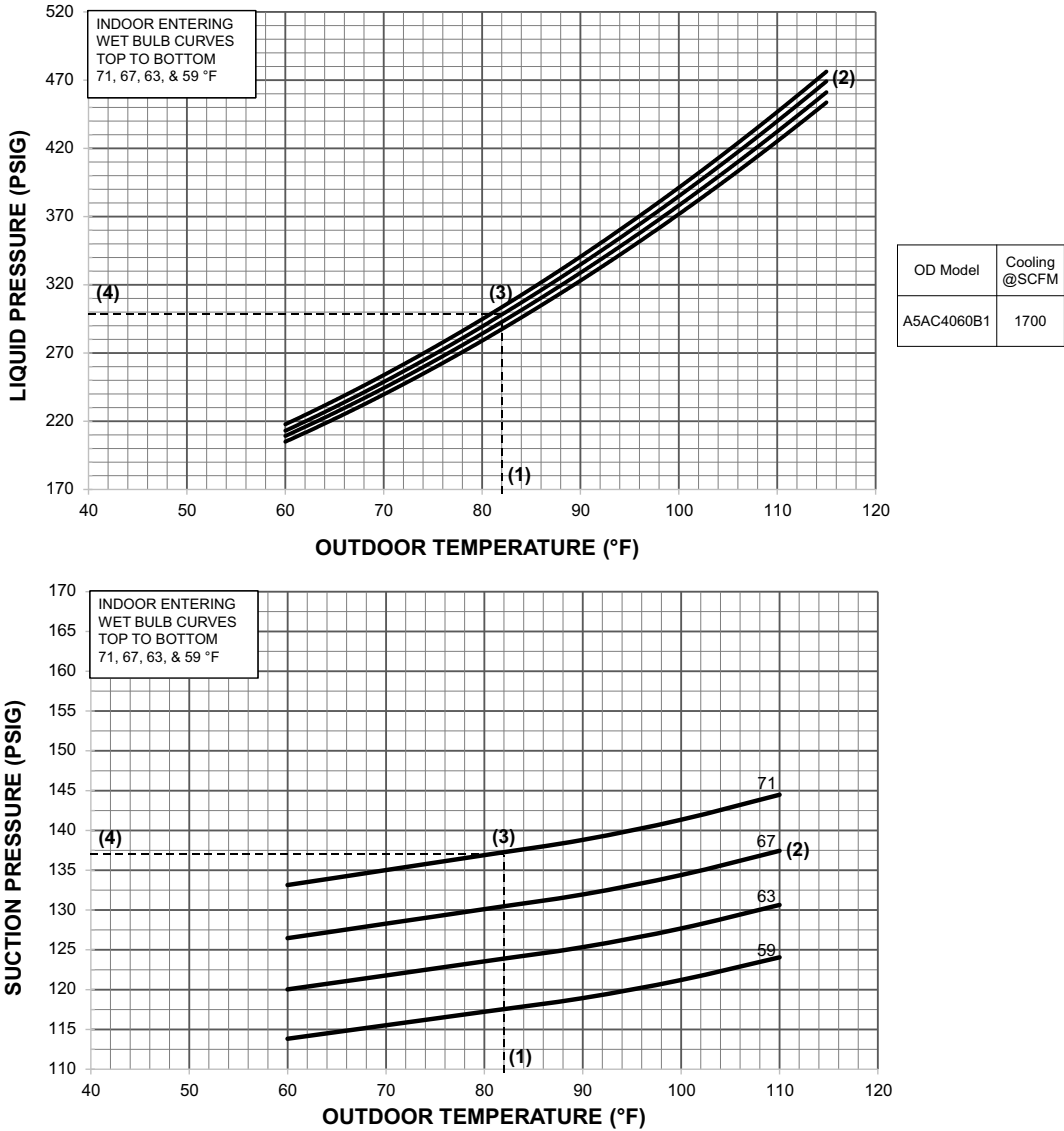 520
470
420
370
320
270
220
170
LIQUID PRESSURE (PSIG)
INDOOR ENTERING
WET BULB CURVES
TOP TO BOTTOM
71, 67, 63, & 59 °F
(2)
(3)
(4)
(1)
40 50 60 70 80 90 100 110 120
OUTDOOR TEMPERATURE (°F)
OD Model Cooling @SCFM
A5AC4060B1 1700
170
165
160
155
150
145
140
135
130
125
120
115
110
SUCTION PRESSURE (PSIG)
INDOOR ENTERING
WET BULB CURVES
TOP TO BOTTOM
71, 67, 63, & 59 °F
71
67
(2)
63
59
(3)
(4)
(1)
40 50 60 70 80 90 100 110 120
OUTDOOR TEMPERATURE (°F)